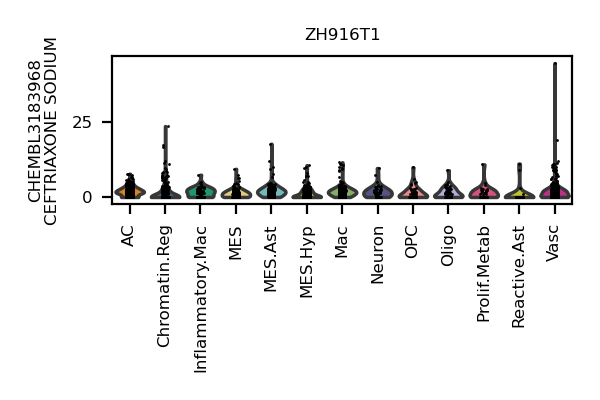 ZH916T1
CHEMBL3183968
CEFTRIAXONE SODIUM
25
0
AC
Chromatin.Reg
Inflammatory.Mac
MES
MES.Ast
MES.Hyp
Mac
Neuron
OPC
Oligo
Prolif.Metab
Reactive.Ast
Vasc